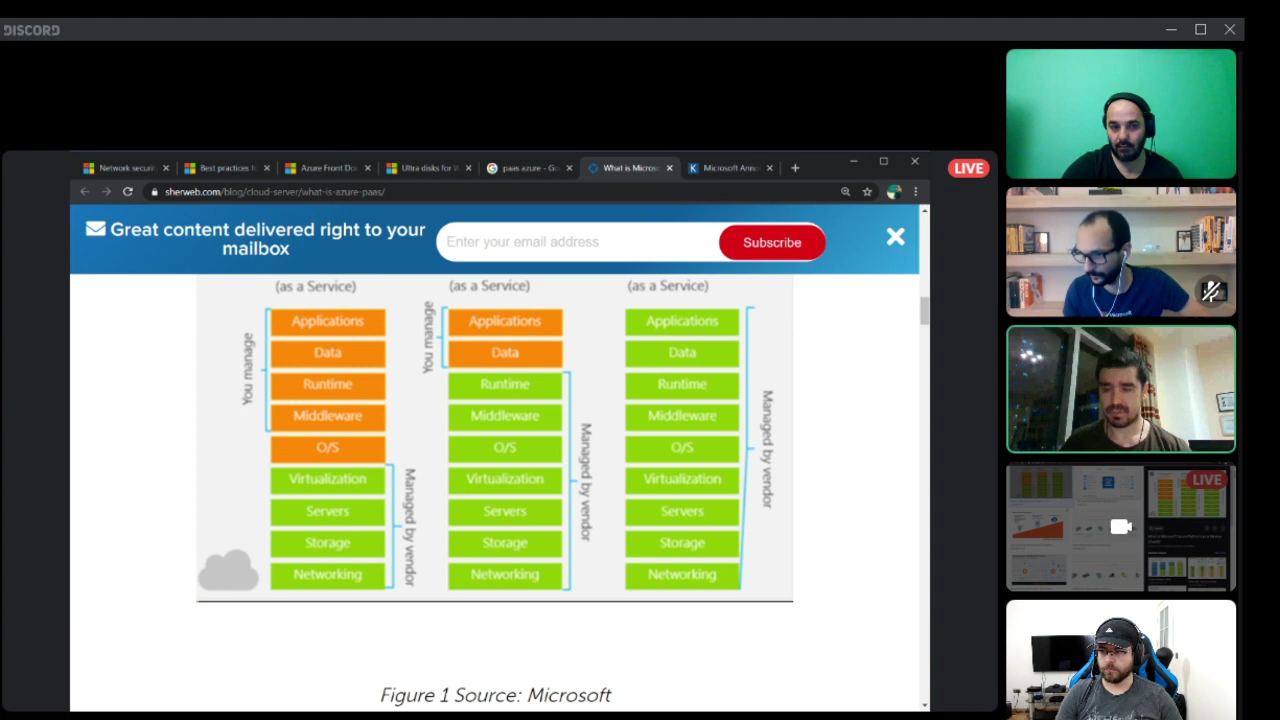 DISCORD
Network securit
Best practices f
Azure Front Do
Ultra disks for V
paas azure - Go
What is Micros
Microsoft Ann
LIVE
sherweb.com/blog/cloud-server/what-is-azure-paas/
Great content delivered right to your
mailbox
Enter your email address
Subscribe
(as a Service)
(as a Service)
(as a Service)
You manage
Applications
Data
Runtime
Middleware
O/S
Virtualization
Servers
Storage
Networking
Managed by vendor
You manage
Applications
Data
Runtime
Middleware
O/S
Virtualization
Servers
Storage
Networking
Managed by vendor
Applications
Data
Runtime
Middleware
O/S
Virtualization
Servers
Storage
Networking
Managed by vendor
Figure 1 Source: Microsoft
LIVE